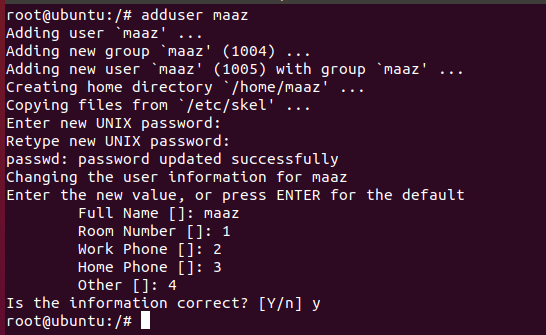 root@ubuntu:/# adduser maaz
Adding user `maaz' ...
Adding new group `maaz' (1004) ...
Adding new user `maaz' (1005) with group `maaz' ...
Creating home directory `/home/maaz' ...
Copying files from `/etc/skel' ...
Enter new UNIX password:
Retype new UNIX password:
passwd: password updated successfully
Changing the user information for maaz
Enter the new value, or press ENTER for the default
        Full Name []: maaz
        Room Number []: 1
        Work Phone []: 2
        Home Phone []: 3
        Other []: 4
Is the information correct? [Y/n] y
root@ubuntu:/#